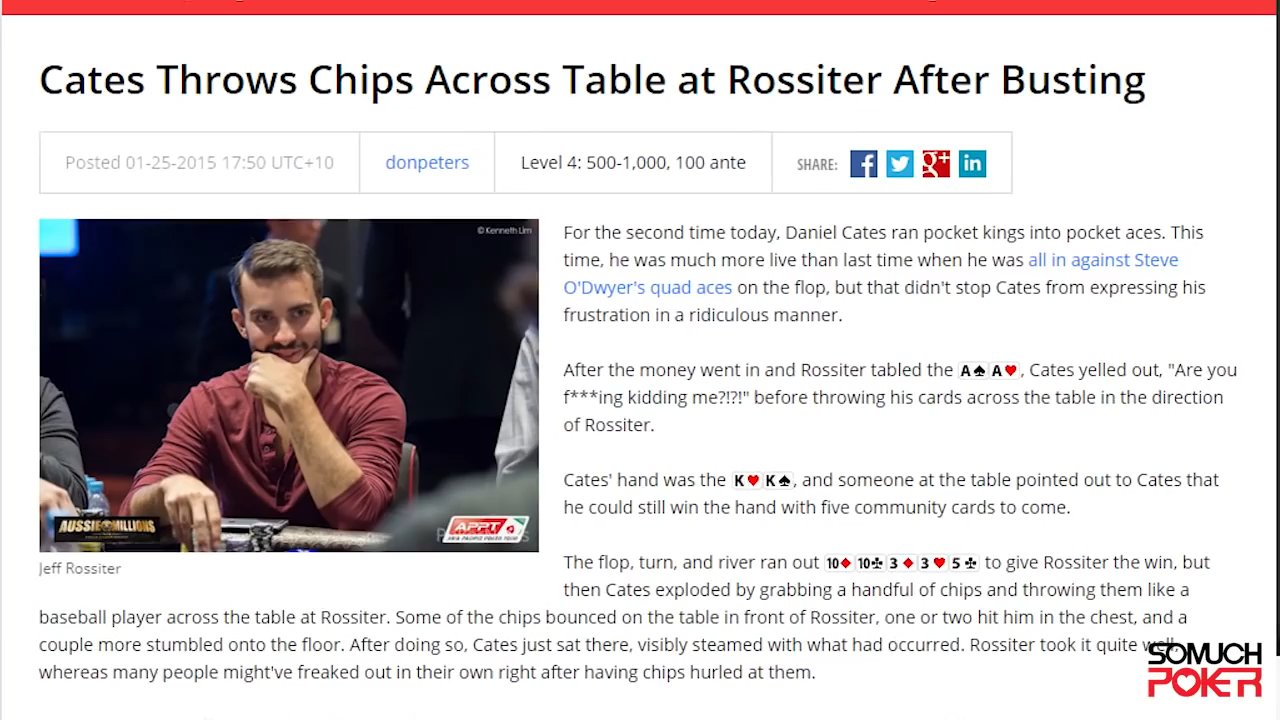 Cates Throws Chips Across Table at Rossiter After Busting
Posted 01-25-2015 17:50 UTC+10
donpeters
Level 4: 500-1,000, 100 ante
SHARE:
© Kenneth Lim
AUSSIE MILLIONS
APPT
ASIA PACIFIC POKER TOUR
Jeff Rossiter
For the second time today, Daniel Cates ran pocket kings into pocket aces. This
time, he was much more live than last time when he was all in against Steve
O'Dwyer's quad aces on the flop, but that didn't stop Cates from expressing his
frustration in a ridiculous manner.
After the money went in and Rossiter tabled the A♠ A♥, Cates yelled out, "Are you
f***ing kidding me?!?!" before throwing his cards across the table in the direction
of Rossiter.
Cates' hand was the K♥ K♠, and someone at the table pointed out to Cates that
he could still win the hand with five community cards to come.
The flop, turn, and river ran out 10♦ 10♣ 3♦ 3♥ 5♣ to give Rossiter the win, but
then Cates exploded by grabbing a handful of chips and throwing them like a
baseball player across the table at Rossiter. Some of the chips bounced on the table in front of Rossiter, one or two hit him in the chest, and a
couple more stumbled onto the floor. After doing so, Cates just sat there, visibly steamed with what had occurred. Rossiter took it quite well,
whereas many people might've freaked out in their own right after having chips hurled at them.
SOMUCH
POKER